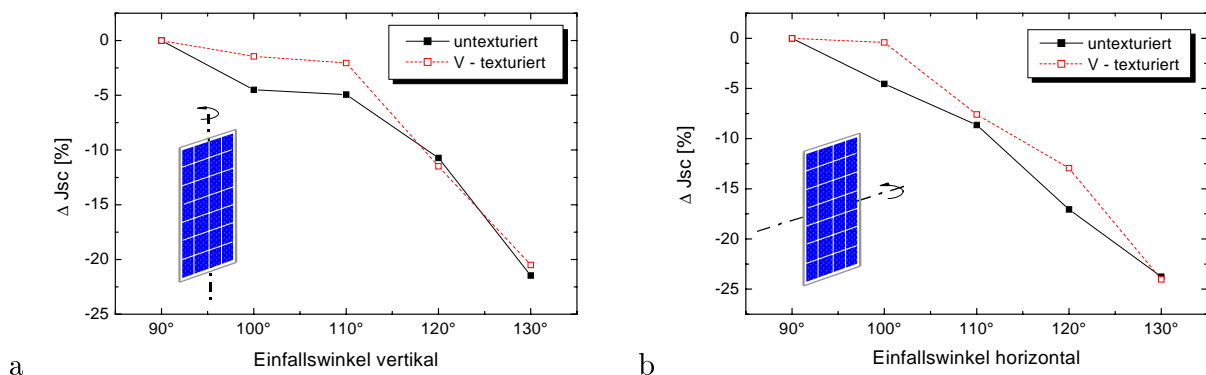 untexturiert
V - texturiert
0
-5
-10
-15
-20
-25
Δ Jsc [%]
90° 100° 110° 120° 130°
Einfallswinkel vertikal
a
untexturiert
V - texturiert
0
-5
-10
-15
-20
-25
Δ Jsc [%]
90° 100° 110° 120° 130°
Einfallswinkel horizontal
b